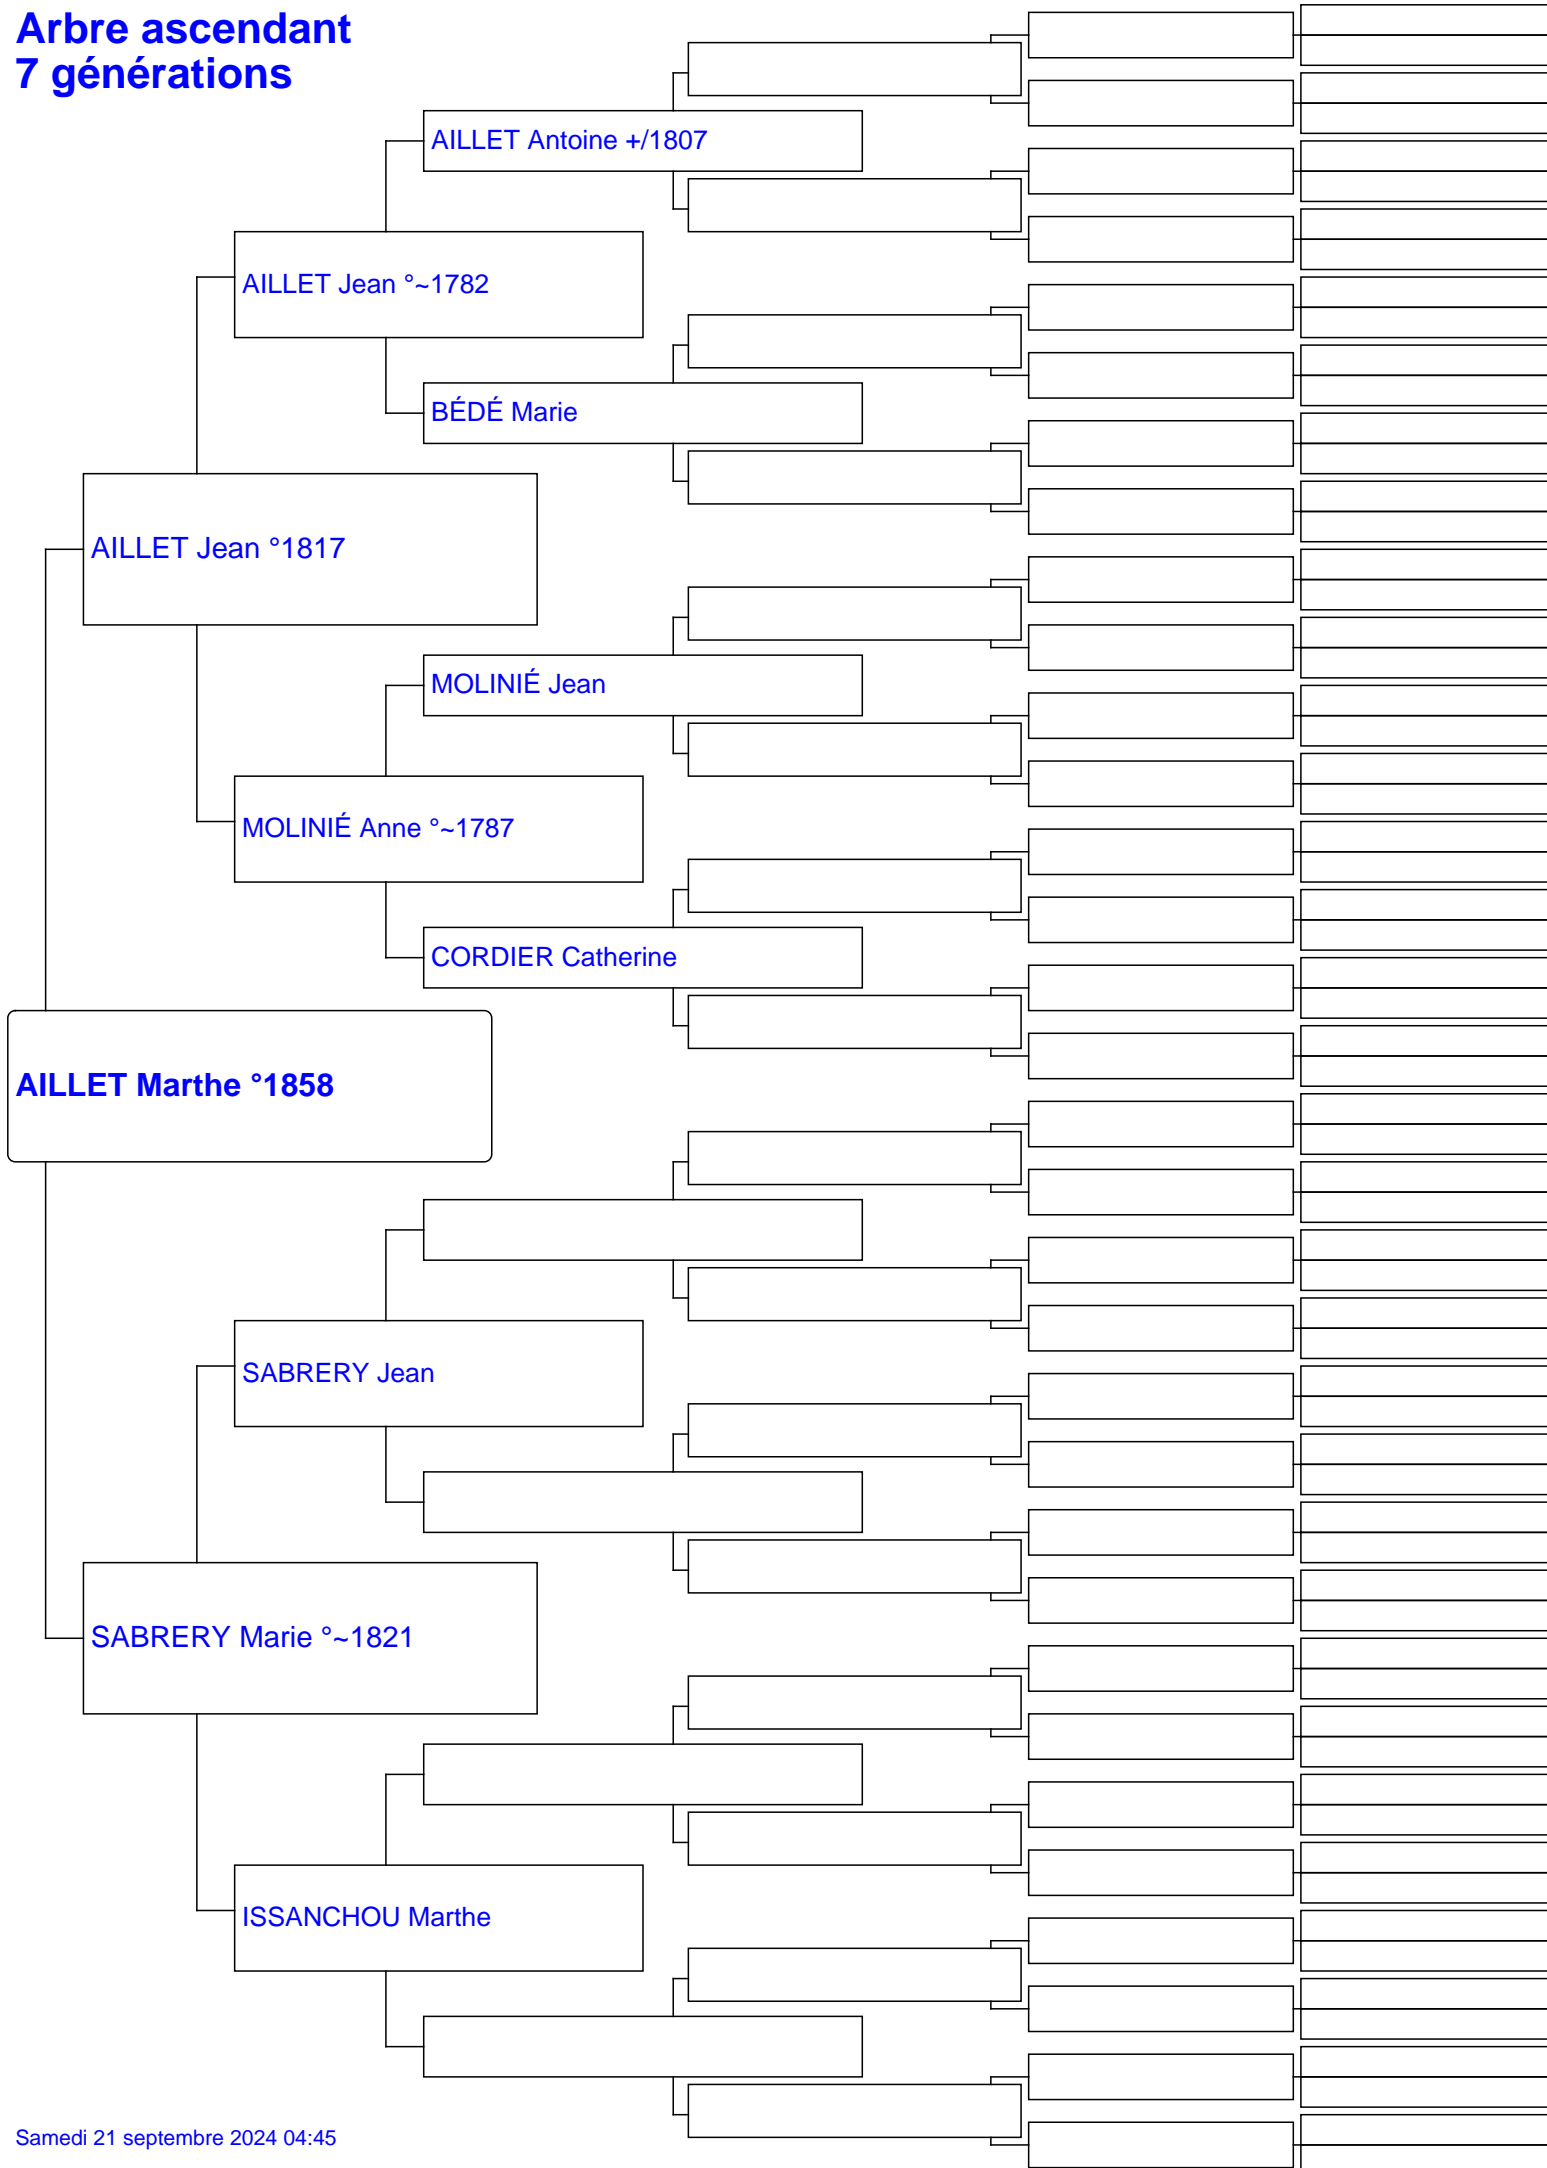 Arbre ascendant
7 générations
AILLET Antoine +/1807
AILLET Jean °~1782
BÉDÉ Marie
AILLET Jean °1817
MOLINIÉ Jean
MOLINIÉ Anne °~1787
CORDIER Catherine
AILLET Marthe °1858
SABRERY Jean
SABRERY Marie °~1821
ISSANCHOU Marthe
Samedi 21 septembre 2024 04:45